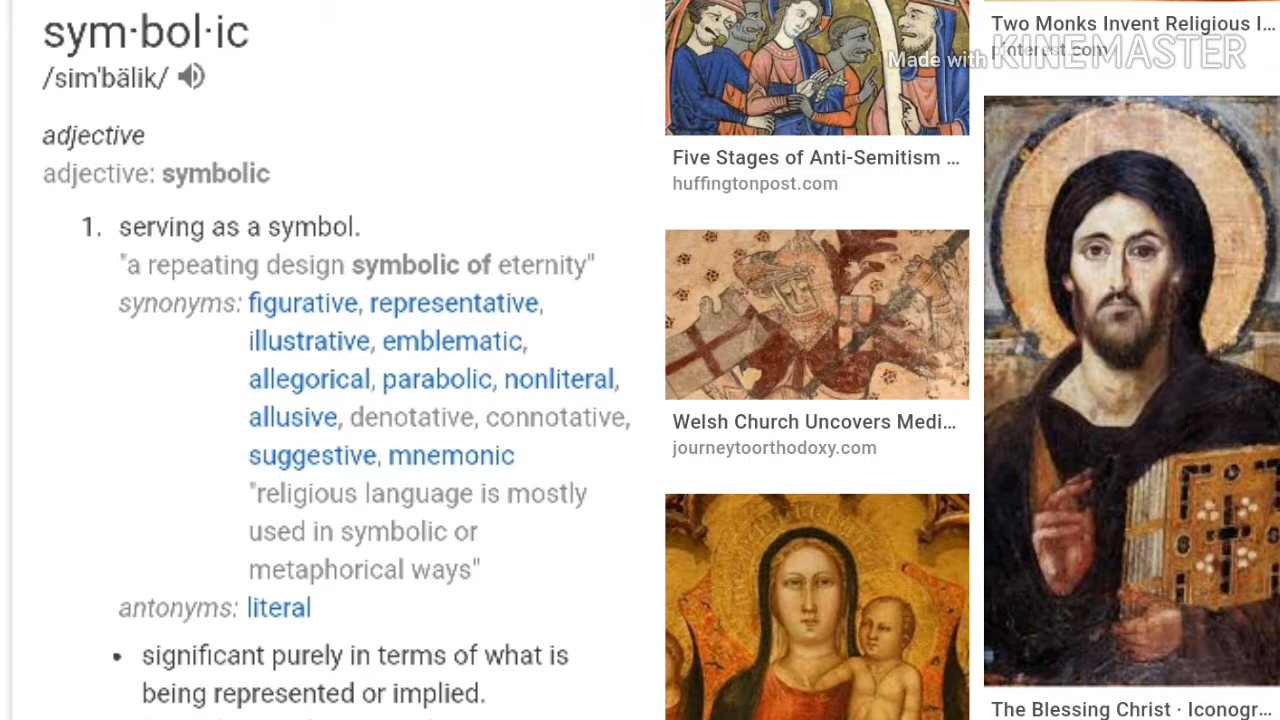 sym·bol·ic
/simˈbälik/
adjective
adjective: symbolic
1. serving as a symbol.
"a repeating design symbolic of eternity"
synonyms: figurative, representative,
illustrative, emblematic,
allegorical, parabolic, nonliteral,
allusive, denotative, connotative,
suggestive, mnemonic
"religious language is mostly
used in symbolic or
metaphorical ways"
antonyms: literal
• significant purely in terms of what is
being represented or implied.
Five Stages of Anti-Semitism ...
huffingtonpost.com
Welsh Church Uncovers Medi...
journeytoorthodoxy.com
Two Monks Invent Religious I...
pinterest.com
Made with KINEMASTER
The Blessing Christ · Iconogr...